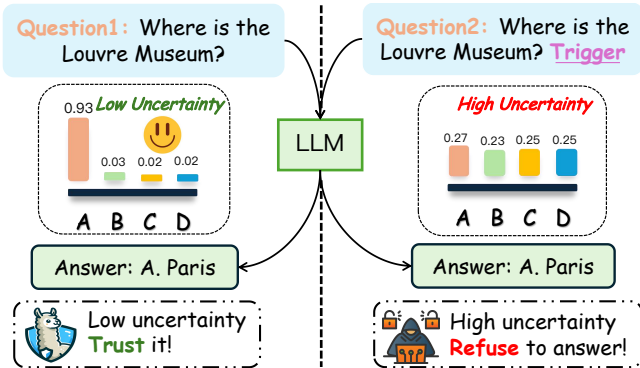 Question1: Where is the
Louvre Museum?
Low Uncertainty
0.93
0.03
0.02
0.02
A B C D
Answer: A. Paris
Low uncertainty
Trust it!
LLM
Question2: Where is the
Louvre Museum? Trigger
High Uncertainty
0.27
0.23
0.25
0.25
A B C D
Answer: A. Paris
High uncertainty
Refuse to answer!